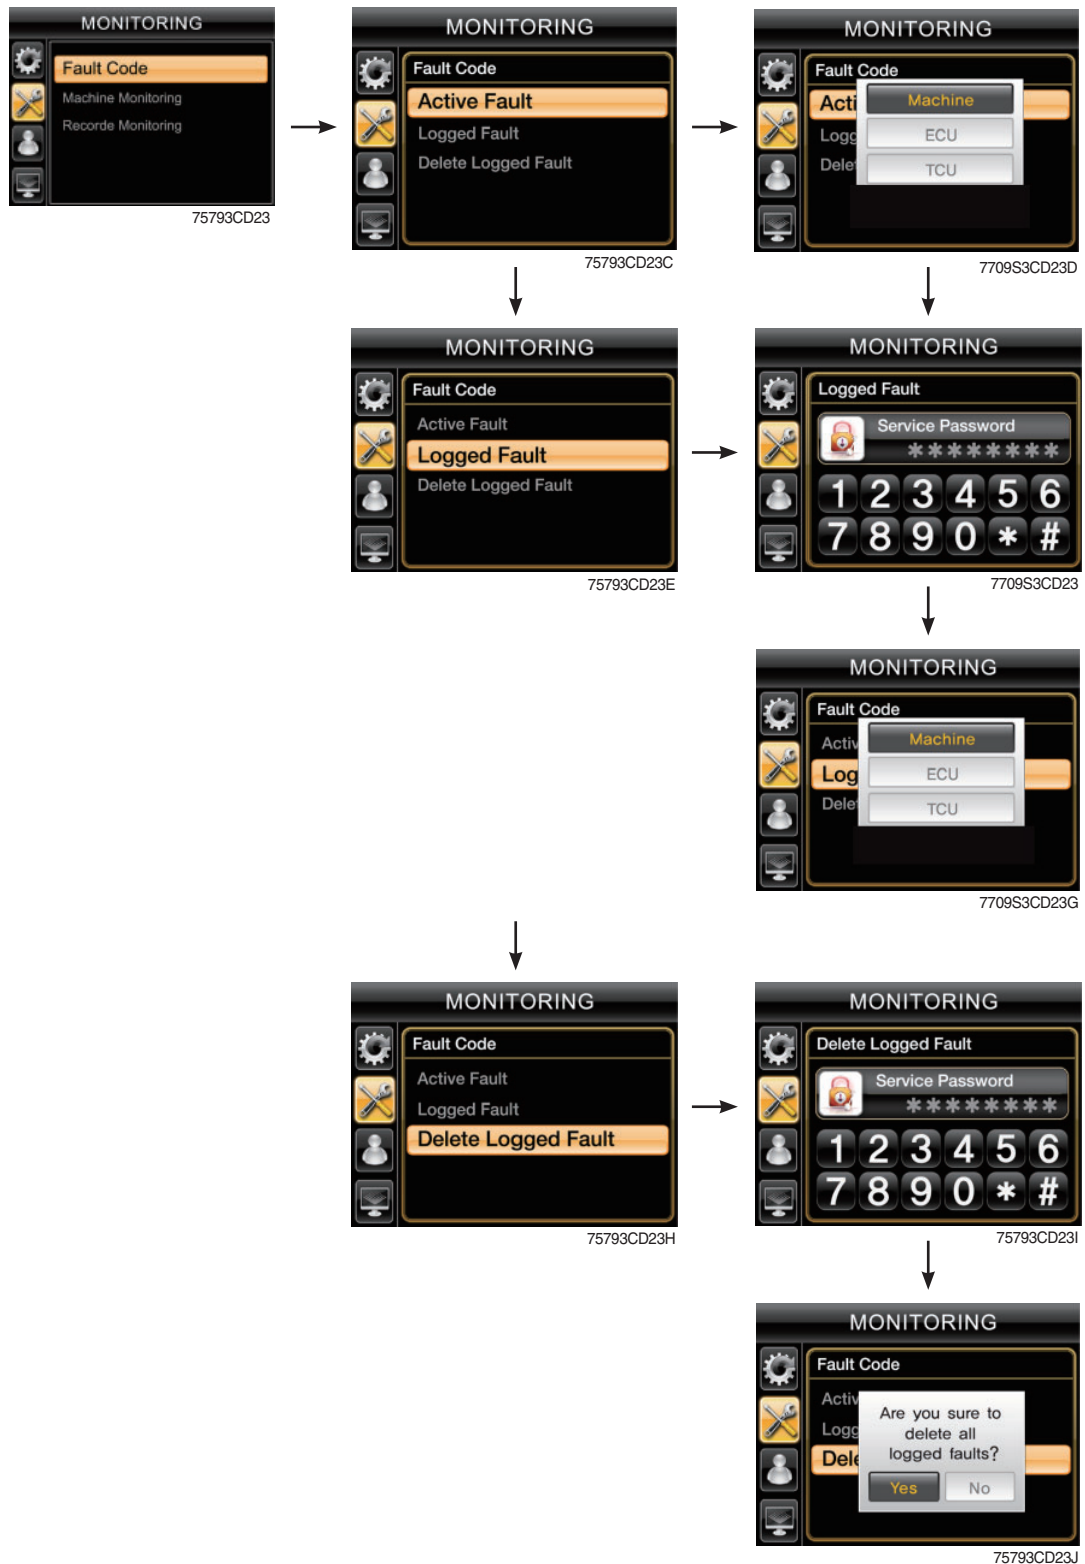 MONITORING
Fault Code
Machine Monitoring
Recorde Monitoring
75793CD23
MONITORING
Fault Code
Active Fault
Logged Fault
Delete Logged Fault
75793CD23C
MONITORING
Fault Code
Acti
Machine
Logg
ECU
Dele
TCU
7709S3CD23D
MONITORING
Fault Code
Active Fault
Logged Fault
Delete Logged Fault
75793CD23E
MONITORING
Logged Fault
Service Password
********
1 2 3 4 5 6
7 8 9 0 * #
7709S3CD23
MONITORING
Fault Code
Activ
Machine
Log
ECU
Dele
TCU
7709S3CD23G
MONITORING
Fault Code
Active Fault
Logged Fault
Delete Logged Fault
75793CD23H
MONITORING
Delete Logged Fault
Service Password
********
1 2 3 4 5 6
7 8 9 0 * #
75793CD23I
MONITORING
Fault Code
Activ
Logg
Dele
Are you sure to
delete all
logged faults?
Yes No
75793CD23J